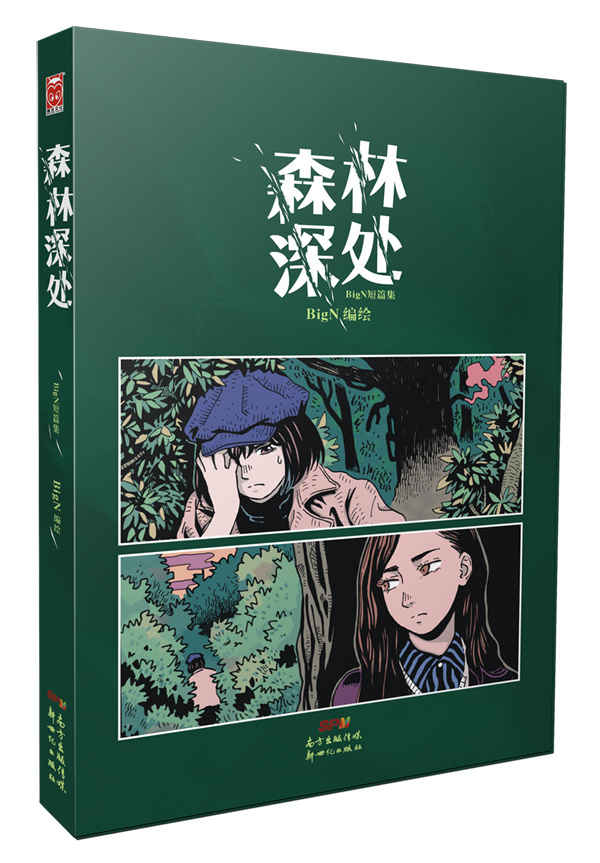 森林深处
BigN短篇集
BigN 编绘
森林
深处
BigN短篇集
BigN 编绘
SPM
南方出版传媒
新世纪出版社
南方出版传媒
新世纪出版社